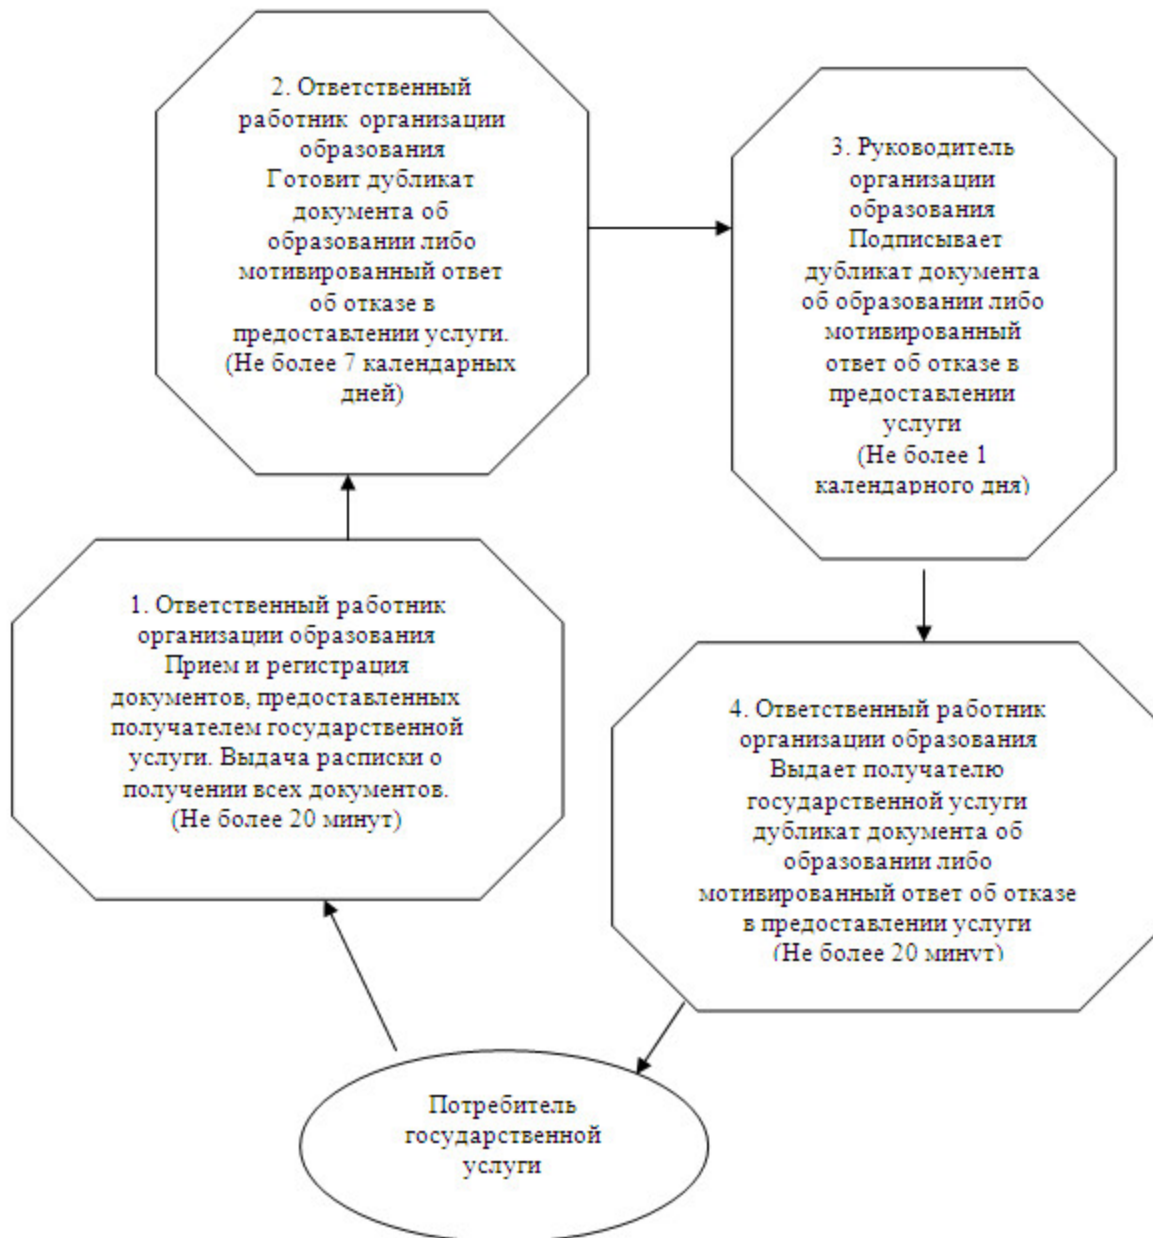 2. Ответственный
работник организации
образования
Готовит дубликат
документа об
образовании либо
мотивированный ответ
об отказе в
предоставлении услуги.
(Не более 7 календарных
дней)
3. Руководитель
организации
образования
Подписывает
дубликат документа
об образовании либо
мотивированный
ответ об отказе в
предоставлении
услуги
(Не более 1
календарного дня)
1. Ответственный работник
организации образования
Прием и регистрация
документов, предоставленных
получателем государственной
услуги. Выдача расписки о
получении всех документов.
(Не более 20 минут)
4. Ответственный работник
организации образования
Выдает получателю
государственной услуги
дубликат документа об
образовании либо
мотивированный ответ об отказе
в предоставлении услуги
(Не более 20 минут)
Потребитель
государственной
услуги